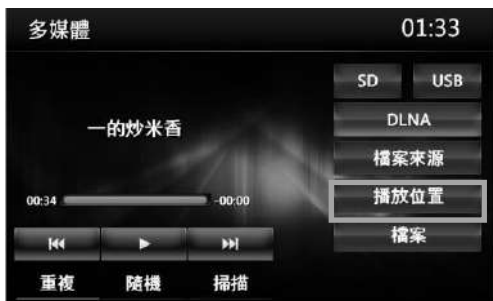 多媒體 01:33
SD USB
DLNA
一的炒米香
檔案來源
播放位置
00:34 -00:00
檔案
重複 隨機 掃描